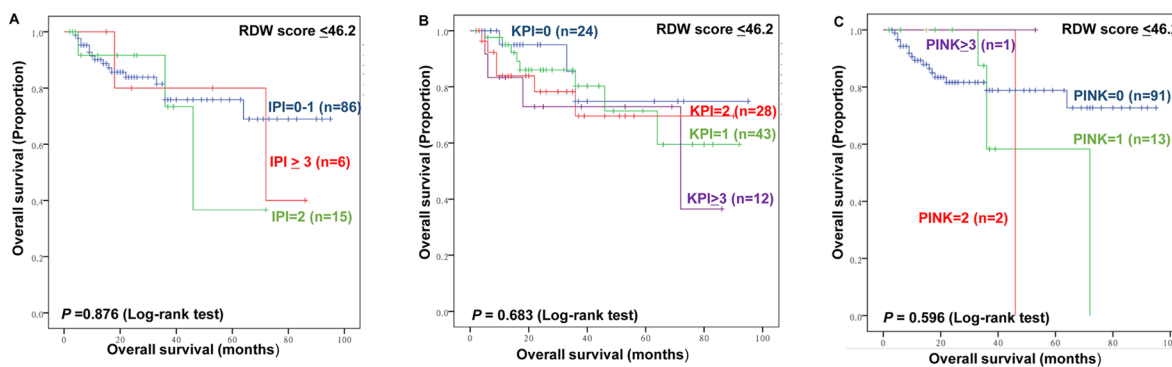 A
RDW score ≤46.2
IPI=0-1 (n=86)
IPI ≥ 3 (n=6)
IPI=2 (n=15)
P =0.876 (Log-rank test)
Overall survival (Proportion)
1.0
0.8
0.6
0.4
0.2
0.0
0 20 40 60 80 100
Overall survival (months)
B
RDW score ≤46.2
KPI=0 (n=24)
KPI=2 (n=28)
KPI=1 (n=43)
KPI≥3 (n=12)
P = 0.683 (Log-rank test)
Overall survival (Proportion)
1.0
0.8
0.6
0.4
0.2
0.0
0 20 40 60 80 100
Overall survival (months)
C
RDW score ≤46.2
PINK≥3 (n=1)
PINK=0 (n=91)
PINK=1 (n=13)
PINK=2 (n=2)
P = 0.596 (Log-rank test)
Overall survival (Proportion)
1.0
0.8
0.6
0.4
0.2
0.0
0 20 40 60 80 100
Overall survival (months)